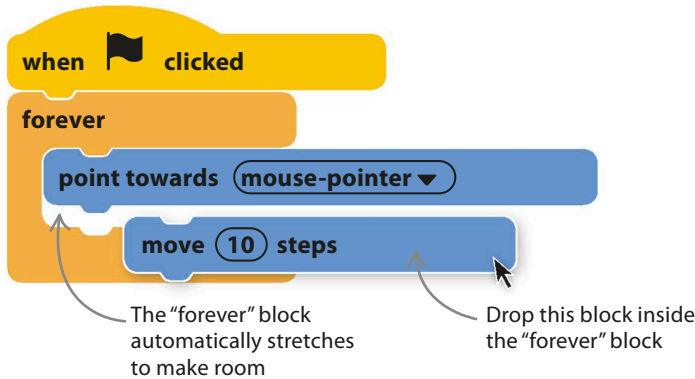 when clicked
forever
point towards mouse-pointer
move 10 steps
The “forever” block
automatically stretches
to make room
Drop this block inside
the “forever” block